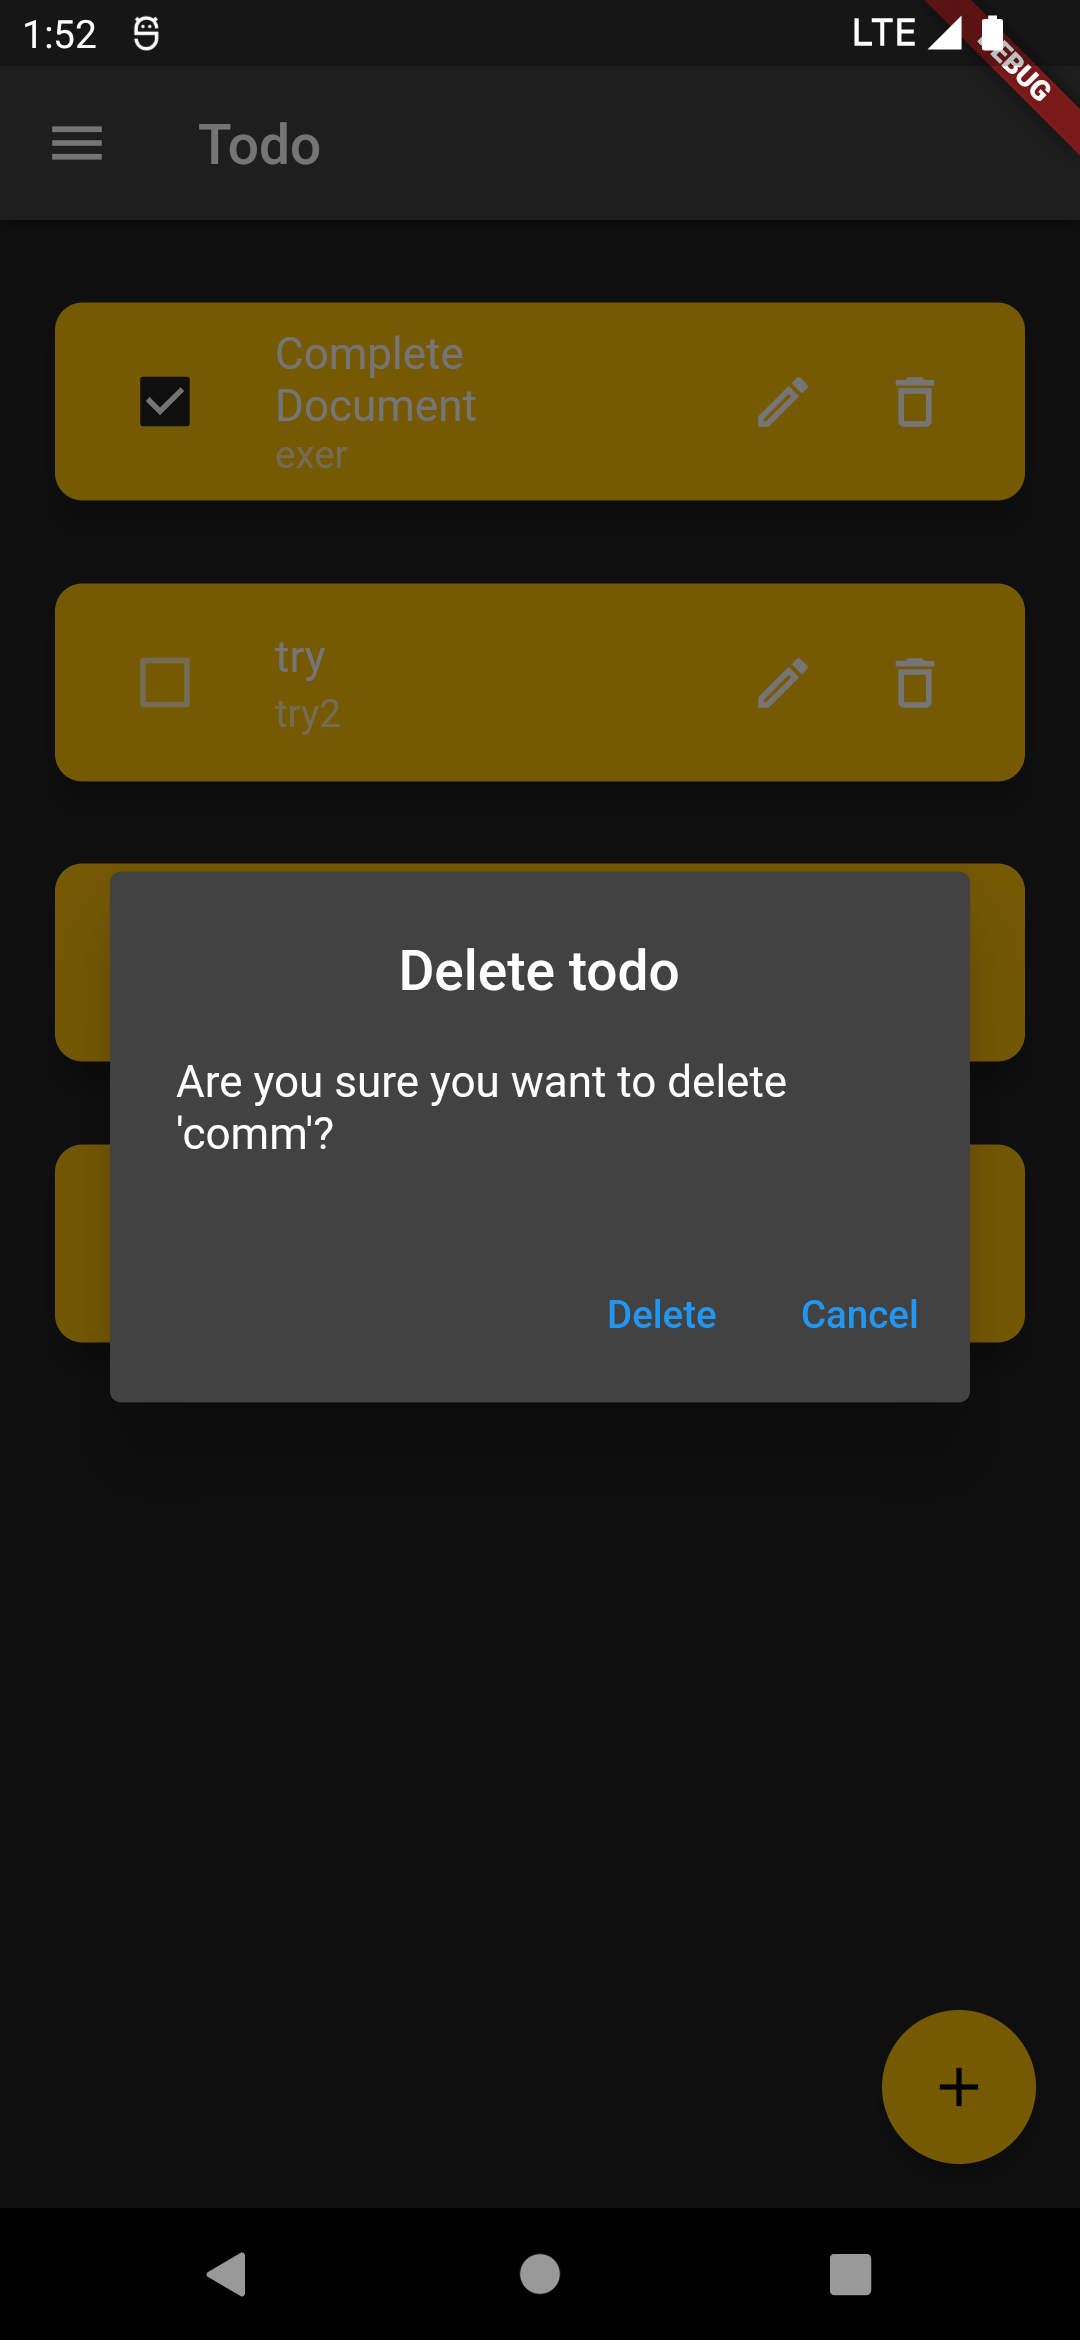 1:52
LTE
DEBUG
Todo
Complete
Document
exer
try
try2
Delete todo
Are you sure you want to delete
'comm'?
Delete
Cancel